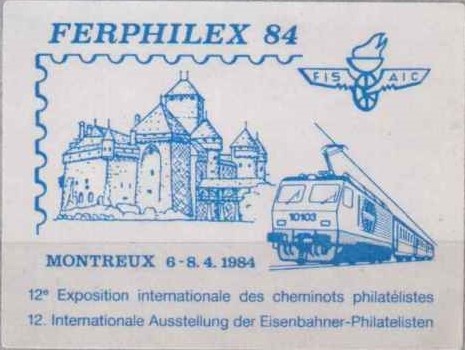 FERPHILEX 84
FIS AIC
10103
MONTREUX 6-8.4.1984
12e Exposition internationale des cheminots philatélistes
12. Internationale Ausstellung der Eisenbahner-Philatelisten